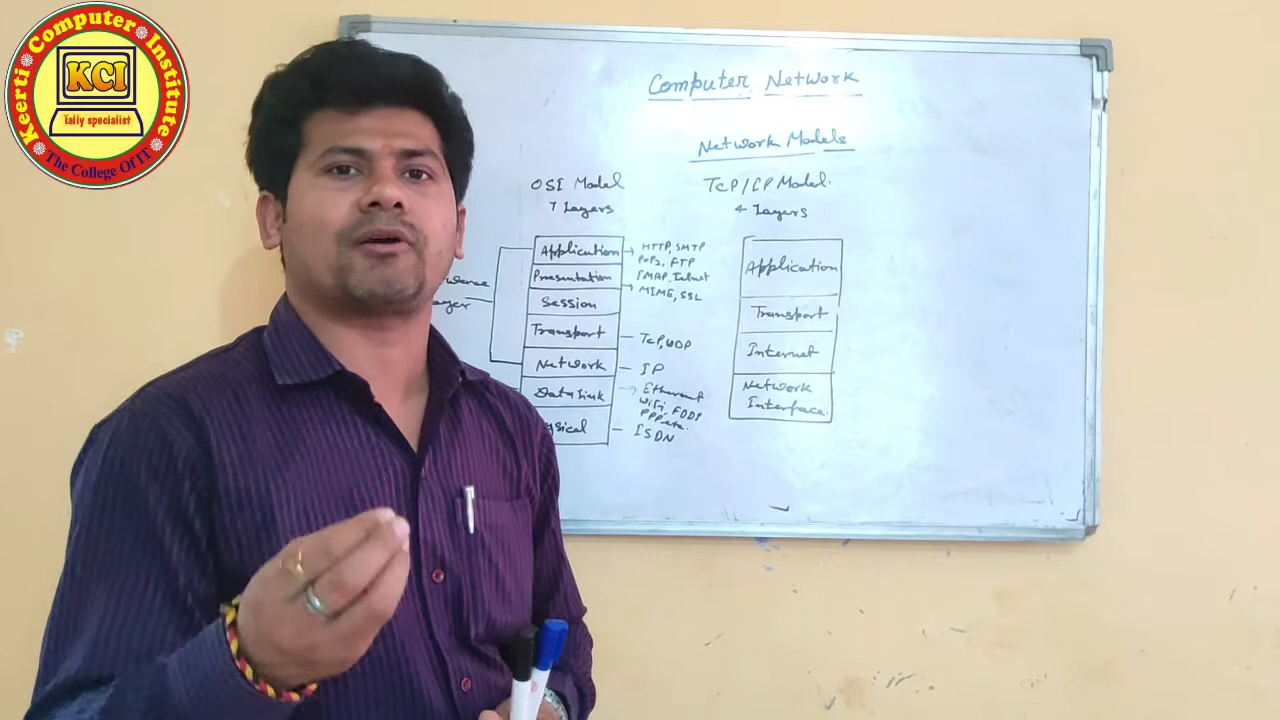 Keerti Computer Institute
KCI
Tally specialist
The College Of IT
Computer Network
Network Models
OSI Model
7 Layers
TCP/IP Model.
4 Layers
Application
HTTP, SMTP
POP3, FTP
IMAP, Telnet
Presentation
MIME, SSL
Session
Transport
TCP, UDP
Network
IP
Data Link
Ethernet
WiFi, FDDI
PPP etc.
ysical
ISDN
ayer
Application
Transport
Internet
Network
Interface.